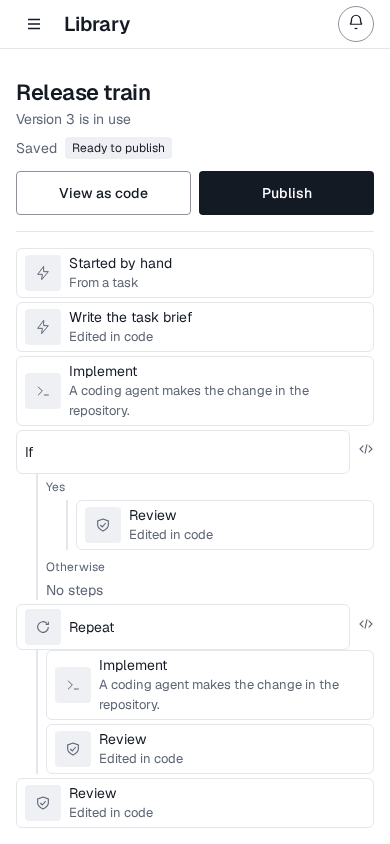 Library
Release train
Version 3 is in use
Saved Ready to publish
View as code Publish
Started by hand
From a task
Write the task brief
Edited in code
Implement
A coding agent makes the change in the
repository.
If
Yes
Review
Edited in code
Otherwise
No steps
Repeat
Implement
A coding agent makes the change in the
repository.
Review
Edited in code
Review
Edited in code